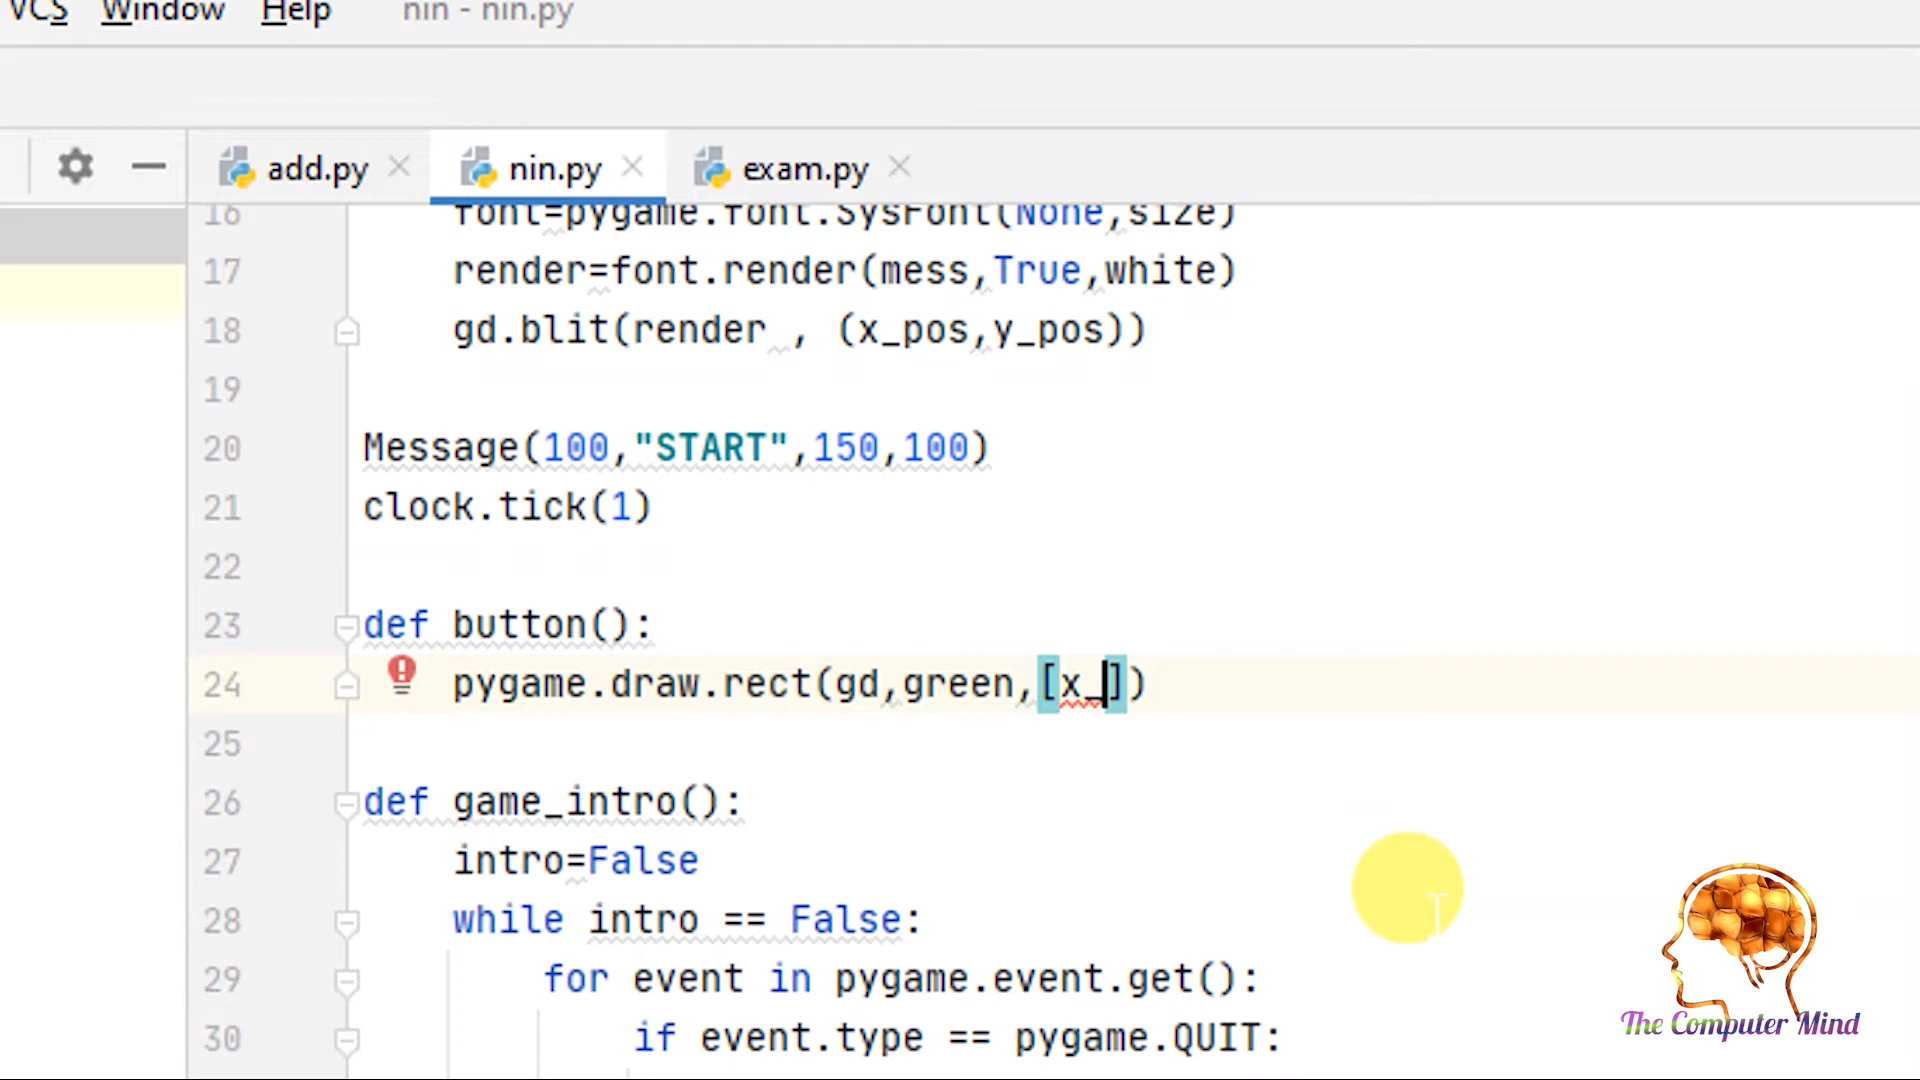 VCS Window Help nin - nin.py
add.py nin.py exam.py
16 font=pygame.font.SysFont(None,size)
17 render=font.render(mess,True,white)
18 gd.blit(render , (x_pos,y_pos))
19
20 Message(100,"START",150,100)
21 clock.tick(1)
22
23 def button():
24 pygame.draw.rect(gd,green,[x_])
25
26 def game_intro():
27 intro=False
28 while intro == False:
29 for event in pygame.event.get():
30 if event.type == pygame.QUIT:
The Computer Mind